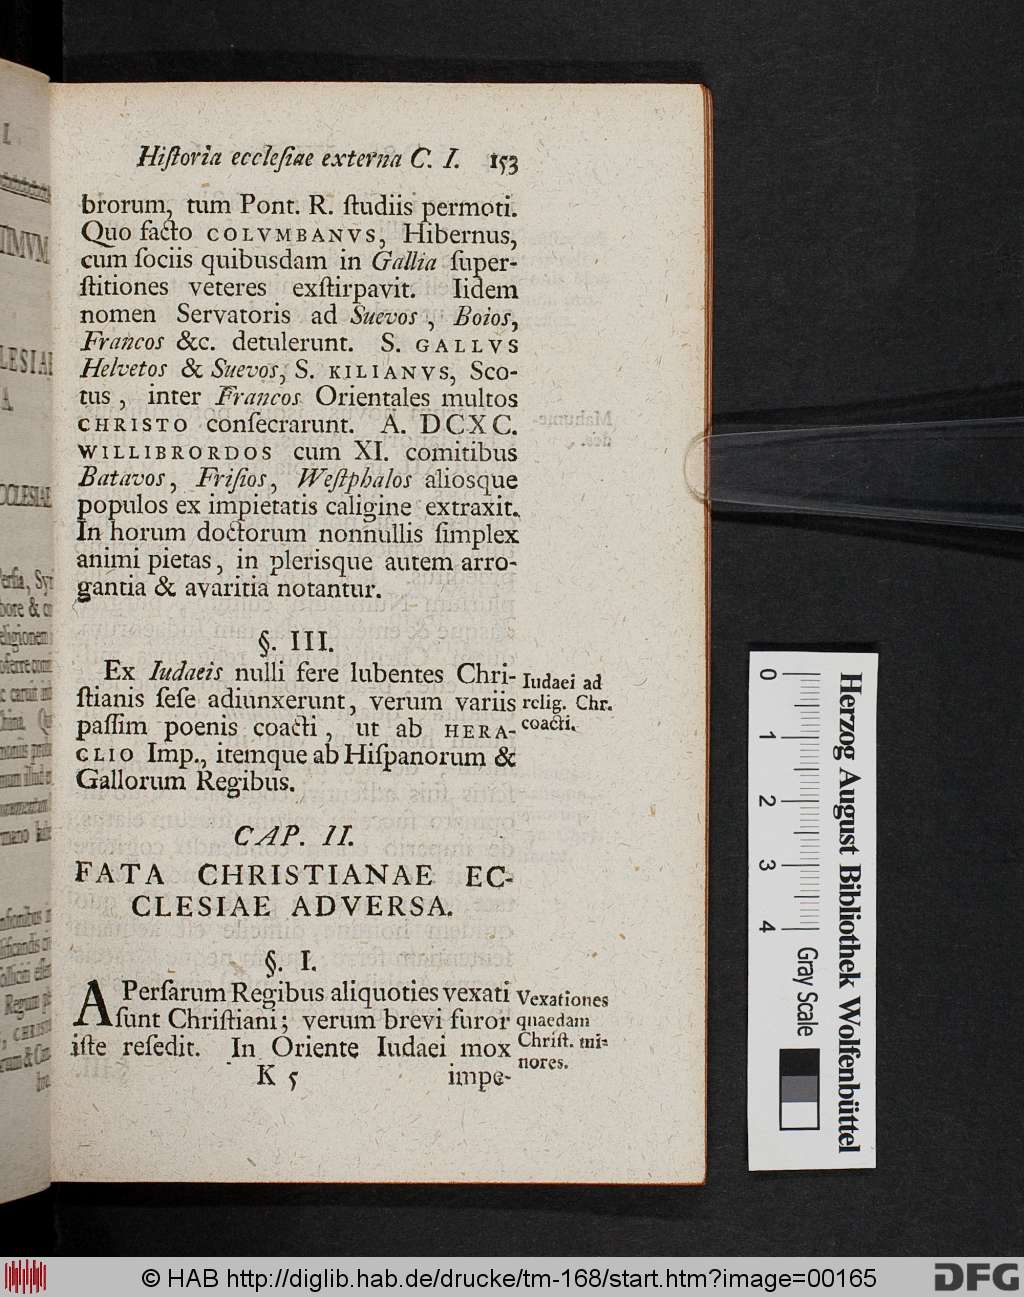 Hiſtoria eccleſiae externa C. I. 153
brorum, tum Pont. R. ſtudiis permoti.
Quo facto COLVMBANVS, Hibernus,
cum ſociis quibusdam in Gallia ſuper-
ſtitiones veteres exſtirpavit. Iidem
nomen Servatoris ad Suevos, Boios,
Francos &c. detulerunt. S. GALLVS
Helvetos & Suevos, S. KILIANVS, Sco-
tus, inter Francos Orientales multos
CHRISTO conſecrarunt. A. DCXC.
WILLIBRORDOS cum XI. comitibus
Batavos, Friſios, Weſtphalos aliosque
populos ex impietatis caligine extraxit.
In horum doctorum nonnullis ſimplex
animi pietas, in plerisque autem arro-
gantia & avaritia notantur.
§. III.
Ex Iudaeis nulli fere lubentes Chri-
ſtianis ſeſe adiunxerunt, verum variis
paſſim poenis coacti, ut ab HERA-
CLIO Imp., itemque ab Hiſpanorum &
Gallorum Regibus.
Iudaei ad
relig. Chr.
coacti.
CAP. II.
FATA CHRISTIANAE EC-
CLESIAE ADVERSA.
§. I.
A Perſarum Regibus aliquoties vexati
ſunt Chriſtiani; verum brevi furor
iſte reſedit. In Oriente Iudaei mox
Vexationes
quaedam
Chriſt. mi-
nores.
K 5 impe-
Herzog August Bibliothek Wolfenbüttel
Gray Scale
0 1 2 3 4
© HAB http://diglib.hab.de/drucke/tm-168/start.htm?image=00165
DFG